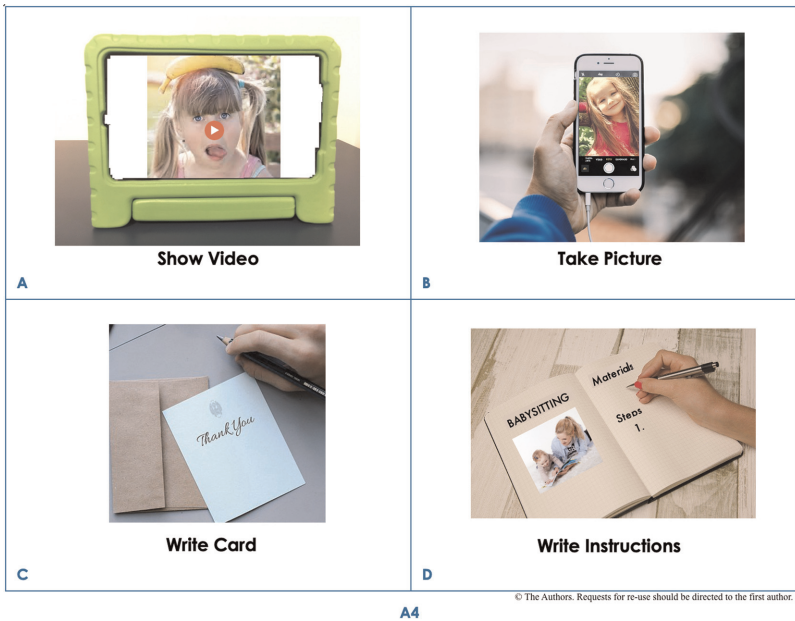 Show Video
A
Take Picture
B
Thank You
Write Card
C
BABYSITTING
Materials
Steps
1.
Write Instructions
D
© The Authors. Requests for re-use should be directed to the first author.
A4